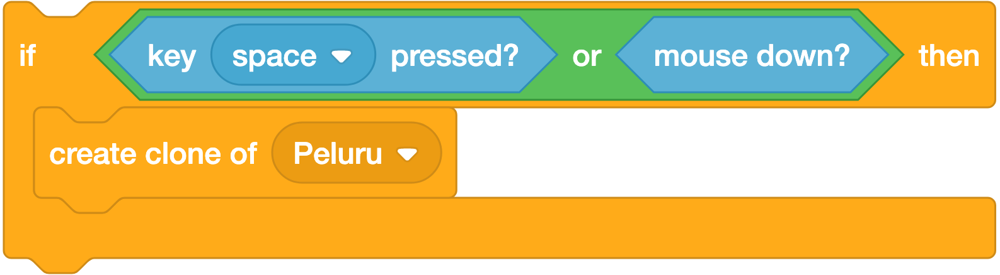 if key space pressed? or mouse down? then
create clone of Peluru